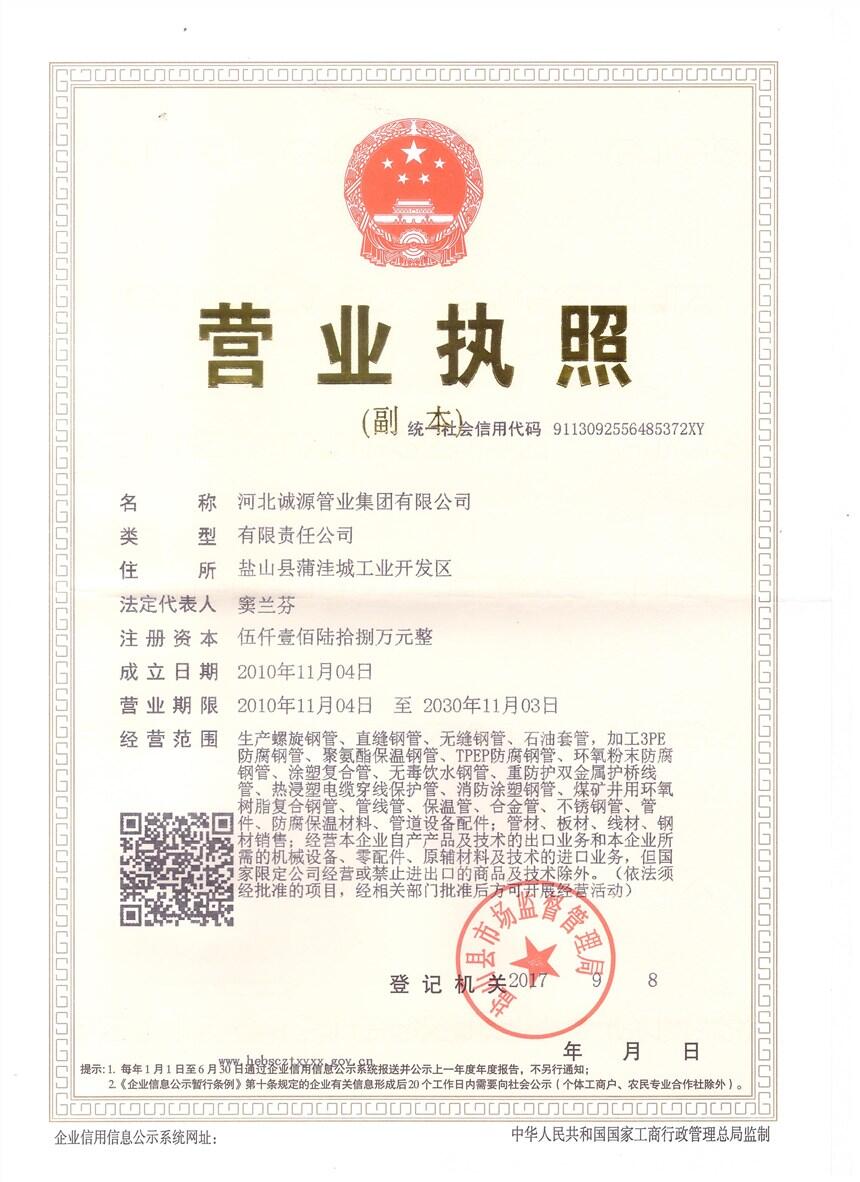 营业执照
(副 本)
统一社会信用代码 9113092556485372XY
名称 河北诚源管业集团有限公司
类型 有限责任公司
住所 盐山县蒲洼城工业开发区
法定代表人 窦兰芬
注册资本 伍仟壹佰陆拾捌万元整
成立日期 2010年11月04日
营业期限 2010年11月04日 至 2030年11月03日
经营范围 生产螺旋钢管、直缝钢管、无缝钢管、石油套管，加工3PE
防腐钢管、聚氨酯保温钢管、TPEP防腐钢管、环氧粉末防腐
钢管、涂塑复合管、无毒饮水钢管、重防护双金属护桥线
管、热浸塑电缆穿线保护管、消防涂塑钢管、煤矿井用环氧
树脂复合钢管、管线管、保温管、合金管、不锈钢管、管
件、防腐保温材料、管道设备配件；管材、板材、线材、钢
材销售；经营本企业自产产品及技术的出口业务和本企业所
需的机械设备、零配件、原辅材料及技术的进口业务，但国
家限定公司经营或禁止进出口的商品及技术除外。（依法须
经批准的项目，经相关部门批准后方可开展经营活动）
盐山县市场监督管理局
登记机关 2017 9 8
年 月 日
www.hebscztxyxx.gov.cn
提示：1. 每年1月1日至6月30日通过企业信用信息公示系统报送并公示上一年度年度报告，不另行通知；
2.《企业信息公示暂行条例》第十条规定的企业有关信息形成后20个工作日内需要向社会公示（个体工商户、农民专业合作社除外）。
企业信用信息公示系统网址：
中华人民共和国国家工商行政管理总局监制